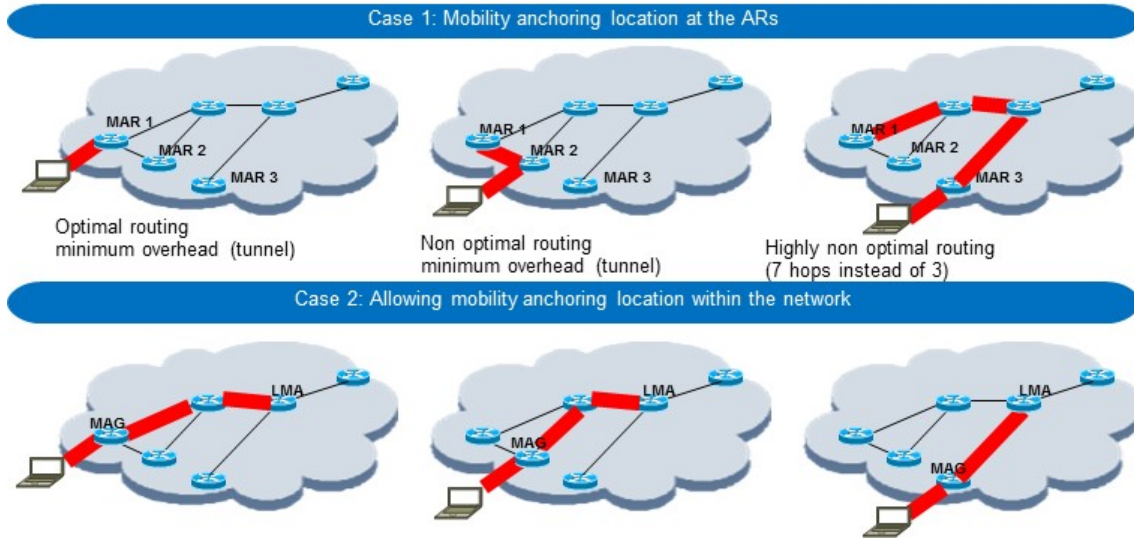 Case 1: Mobility anchoring location at the ARs
MAR 1
MAR 2
MAR 3
MAR 1
MAR 2
MAR 3
MAR 1
MAR 2
MAR 3
Optimal routing
minimum overhead (tunnel)
Non optimal routing
minimum overhead (tunnel)
Highly non optimal routing
(7 hops instead of 3)
Case 2: Allowing mobility anchoring location within the network
LMA
MAG
LMA
MAG
LMA
MAG